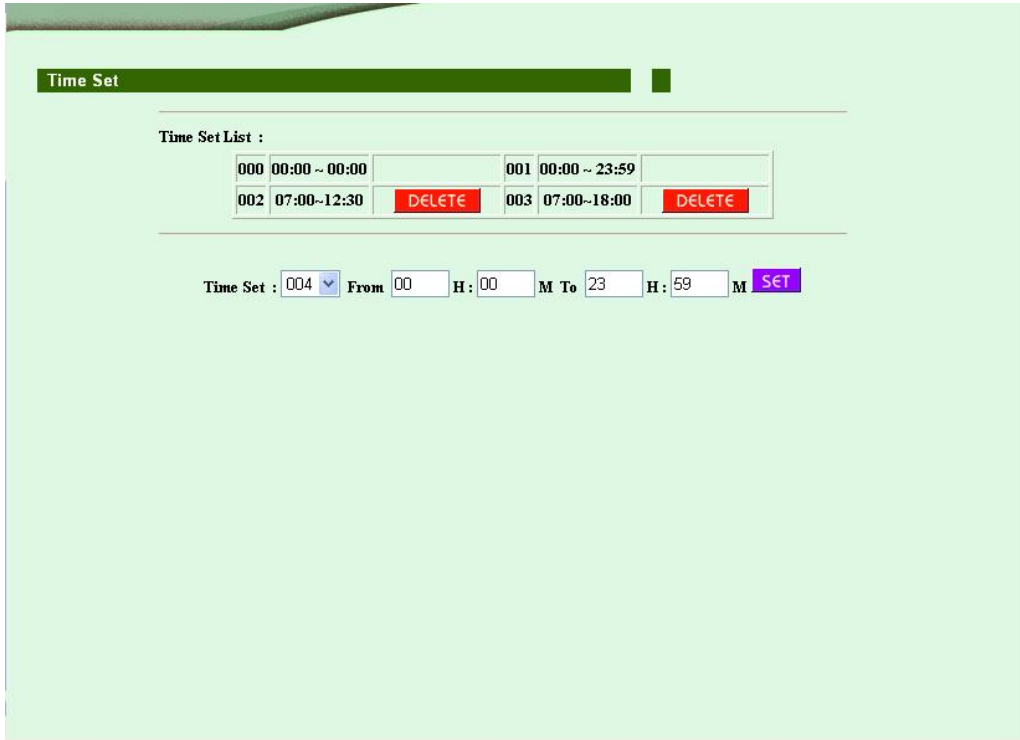 Time Set
Time Set List :
000 00:00 ~ 00:00 001 00:00 ~ 23:59
002 07:00~12:30 DELETE 003 07:00~18:00 DELETE
Time Set : 004 From 00 H : 00 M To 23 H : 59 M SET